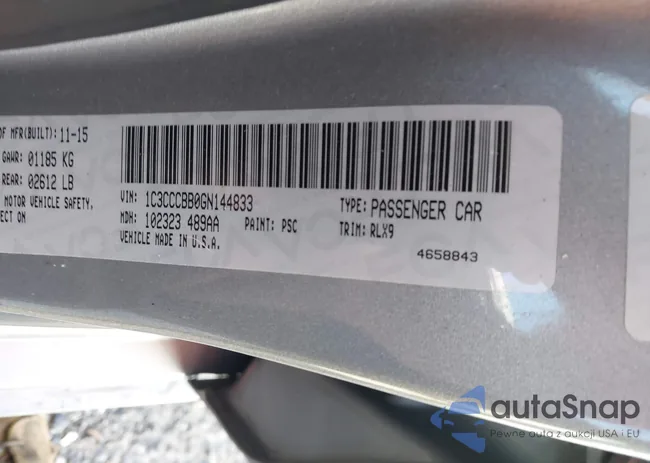 OF MFR(BUILT): 11-15
GAWR: 01185 KG
REAR: 02612 LB
MOTOR VEHICLE SAFETY,
ECT ON
VIN: 1C3CCCBB0GN144833
TYPE: PASSENGER CAR
MDH: 102323 489AA
PAINT: PSC
TRIM: RLX9
VEHICLE MADE IN U.S.A.
4658843
autaSnap
Pewne auta z aukcji USA i EU